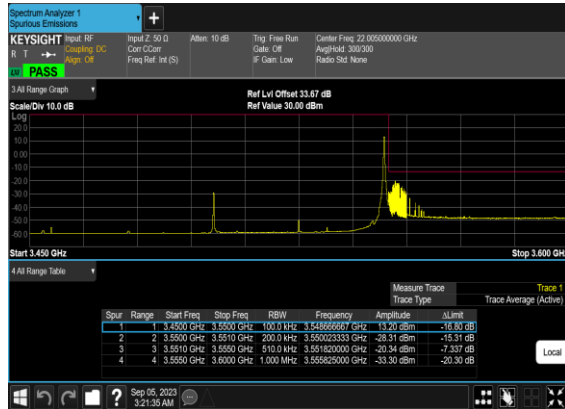 Spectrum Analyzer 1
Spurious Emissions
+
KEYSIGHT Input: RF Input Z: 50 Ω Atten: 10 dB Trig: Free Run Center Freq: 22.005000000 GHz
R T Coupling: DC Corr CCorr Gate: Off Avg|Hold: 300/300
Align: Off Freq Ref: Int (S) IF Gain: Low Radio Std: None
PASS
3 All Range Graph
Ref Lvl Offset 33.67 dB
Scale/Div 10.0 dB Ref Value 30.00 dBm
Log
20.0
10.0
0.00
-10.0
-20.0
-30.0
-40.0
-50.0
-60.0
Start 3.450 GHz Stop 3.600 GHz
4 All Range Table
Measure Trace Trace 1
Trace Type Trace Average (Active)
Spur Range Start Freq Stop Freq RBW Frequency Amplitude ΔLimit
1 1 3.4500 GHz 3.5500 GHz 100.0 kHz 3.548666667 GHz 13.20 dBm -16.80 dB
2 2 3.5500 GHz 3.5510 GHz 200.0 kHz 3.550023333 GHz -28.31 dBm -15.31 dB
3 3 3.5510 GHz 3.5550 GHz 510.0 kHz 3.551820000 GHz -20.34 dBm -7.337 dB
4 4 3.5550 GHz 3.6000 GHz 1.000 MHz 3.555825000 GHz -33.30 dBm -20.30 dB
Local
? Sep 05, 2023
3:21:35 AM